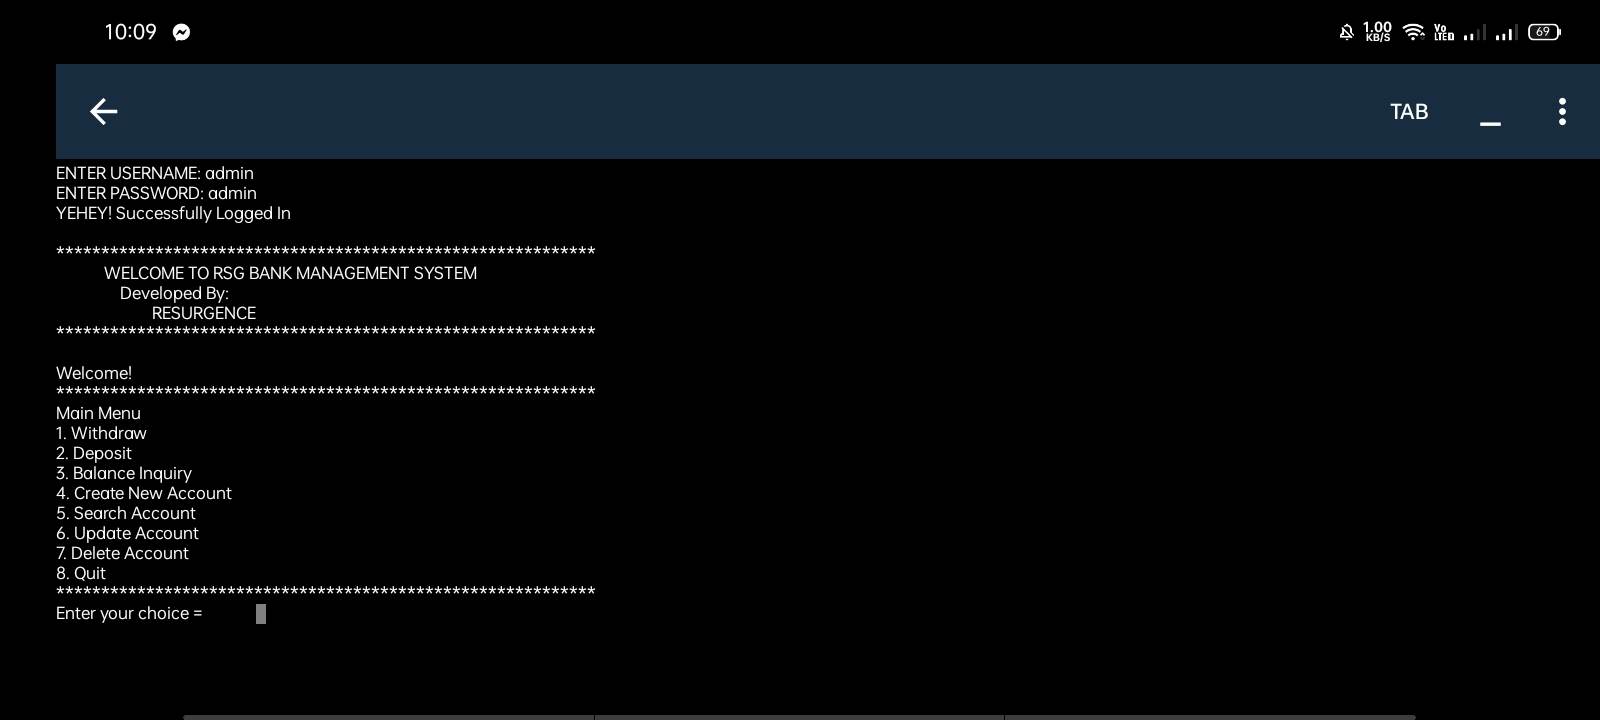 10:09
1.00 KB/S Vo LTED 69
TAB _
ENTER USERNAME: admin
ENTER PASSWORD: admin
YEHEY! Successfully Logged In
************************************************************
WELCOME TO RSG BANK MANAGEMENT SYSTEM
Developed By:
RESURGENCE
************************************************************
Welcome!
************************************************************
Main Menu
1. Withdraw
2. Deposit
3. Balance Inquiry
4. Create New Account
5. Search Account
6. Update Account
7. Delete Account
8. Quit
************************************************************
Enter your choice =